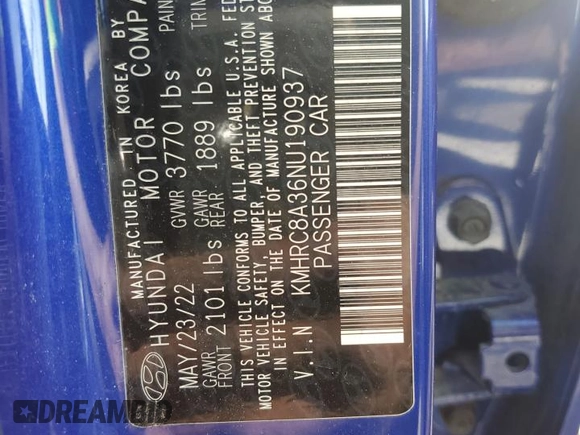 MANUFACTURED IN KOREA BY
HYUNDAI MOTOR COMPA
MAY/23/22 GVWR 3770 lbs PAIN
GAWR FRONT 2101 lbs GAWR REAR 1889 lbs TRIM
THIS VEHICLE CONFORMS TO ALL APPLICABLE U.S.A. FED
MOTOR VEHICLE SAFETY, BUMPER, AND THEFT PREVENTION ST
IN EFFECT ON THE DATE OF MANUFACTURE SHOWN ABO
V.I.N KMHRC8A36NU190937
PASSENGER CAR
DREAMBID